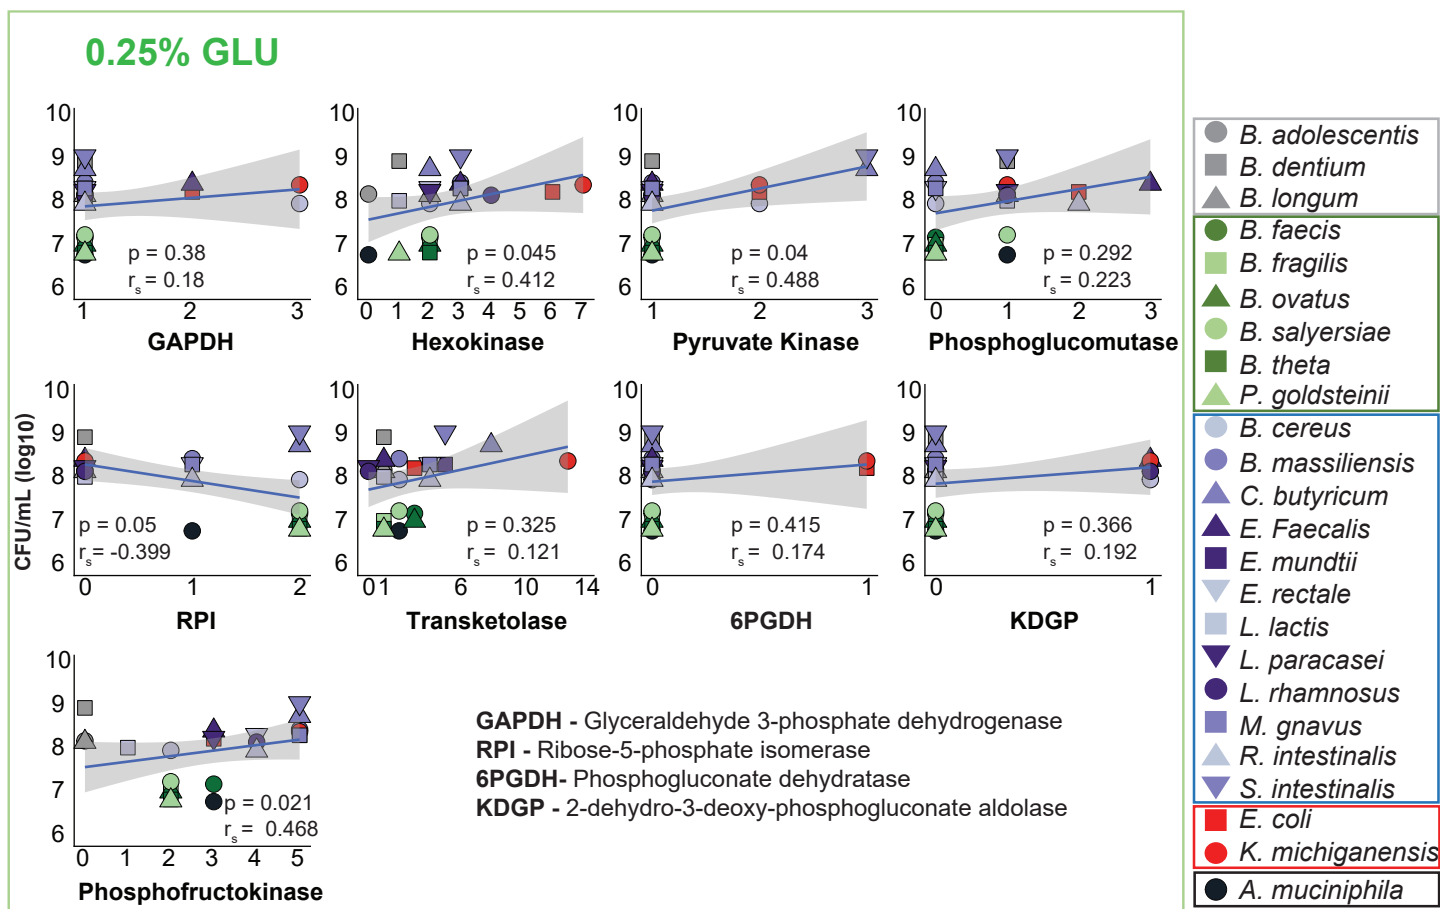 0.25% GLU
10
9
8
7
6
p = 0.38
rs = 0.18
1 2 3
GAPDH
10
9
8
7
6
p = 0.045
rs = 0.412
0 1 2 3 4 5 6 7
Hexokinase
10
9
8
7
6
p = 0.04
rs = 0.488
1 2 3
Pyruvate Kinase
10
9
8
7
6
p = 0.292
rs = 0.223
0 1 2 3
Phosphoglucomutase
CFU/mL (log10)
10
9
8
7
6
p = 0.05
rs = -0.399
0 1 2
RPI
10
9
8
7
6
p = 0.325
rs = 0.121
0 1 6 10 14
Transketolase
10
9
8
7
6
p = 0.415
rs = 0.174
0 1
6PGDH
10
9
8
7
6
p = 0.366
rs = 0.192
0 1
KDGP
10
9
8
7
6
p = 0.021
rs = 0.468
0 1 2 3 4 5
Phosphofructokinase
GAPDH - Glyceraldehyde 3-phosphate dehydrogenase
RPI - Ribose-5-phosphate isomerase
6PGDH- Phosphogluconate dehydratase
KDGP - 2-dehydro-3-deoxy-phosphogluconate aldolase
B. adolescentis
B. dentium
B. longum
B. faecis
B. fragilis
B. ovatus
B. salyersiae
B. theta
P. goldsteinii
B. cereus
B. massiliensis
C. butyricum
E. Faecalis
E. mundtii
E. rectale
L. lactis
L. paracasei
L. rhamnosus
M. gnavus
R. intestinalis
S. intestinalis
E. coli
K. michiganensis
A. muciniphila